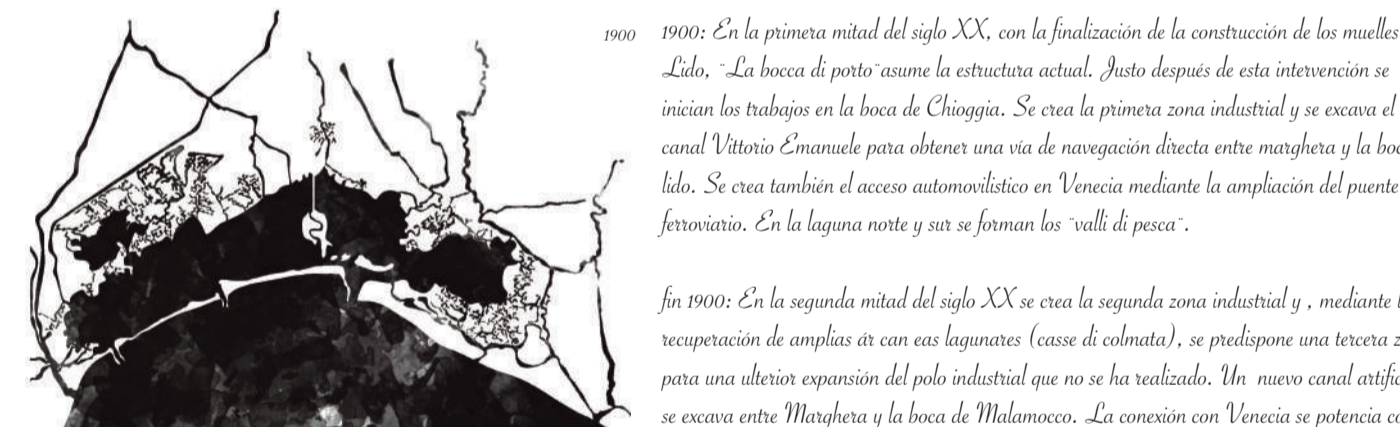 1900
1900: En la primera mitad del siglo XX, con la finalización de la construcción de los muelles
Lido, ¨La bocca di porto¨asume la estructura actual. Justo después de esta intervención se
inician los trabajos en la boca de Chioggia. Se crea la primera zona industrial y se excava el
canal Vittorio Emanuele para obtener una vía de navegación directa entre marghera y la boc
lido. Se crea también el acceso automovilistico en Venecia mediante la ampliación del puente
ferroviario. En la laguna norte y sur se forman los ¨valli di pesca¨.
fin 1900: En la segunda mitad del siglo XX se crea la segunda zona industrial y , mediante l
recuperación de amplias ár can eas lagunares (casse di colmata), se predispone una tercera z
para una ulterior expansión del polo industrial que no se ha realizado. Un nuevo canal artific
se excava entre Marghera y la boca de Malamocco. La conexión con Venecia se potencia co